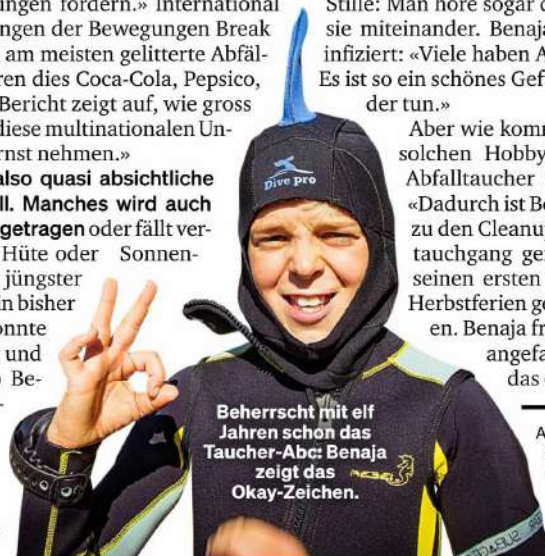 ungen fordern.» International
ngen der Bewegungen Break
am meisten gelitterte Abfäl-
ren dies Coca-Cola, Pepsico,
Bericht zeigt auf, wie gross
diese multinationalen Un-
rnst nehmen.»
also quasi absichtliche
ll. Manches wird auch
getragen oder fällt ver-
Hüte oder Sonnen-
jüngster
in bisher
onnte
und
Be-
Dive pro
Beherrscht mit elf
Jahren schon das
Taucher-Abc: Benaja
zeigt das
Okay-Zeichen.
Stille: Man höre sogar
sie miteinander. Benaja
infiziert: «Viele haben A
Es ist so ein schönes Gef
der tun.»
Aber wie komm
solchen Hobby
Abfalltaucher
«Dadurch ist Be
zu den Cleanup
tauchgang ge
seinen ersten
Herbstferien ge
en. Benaja fr
angefa
das
A